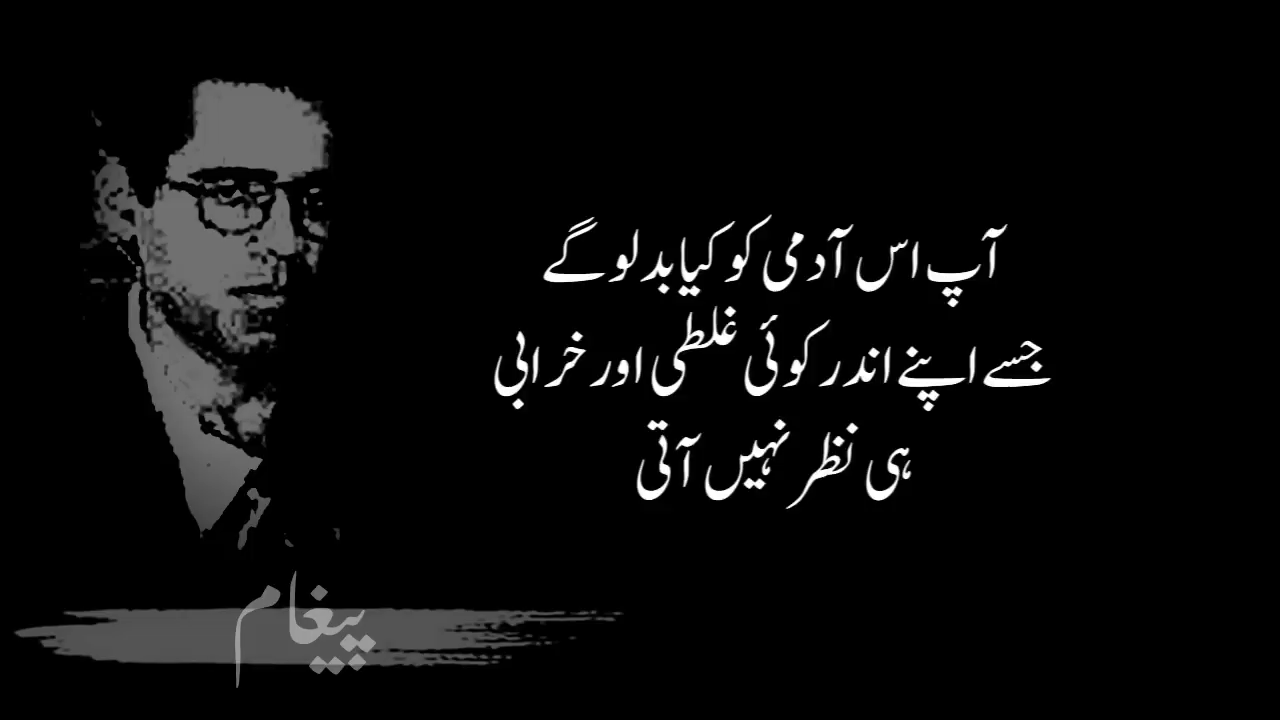 آپ اس آدمی کو کیا بدلو گے
جسے اپنے اندر کوئی غلطی اور خرابی
ہی نظر نہیں آتی
پیغام